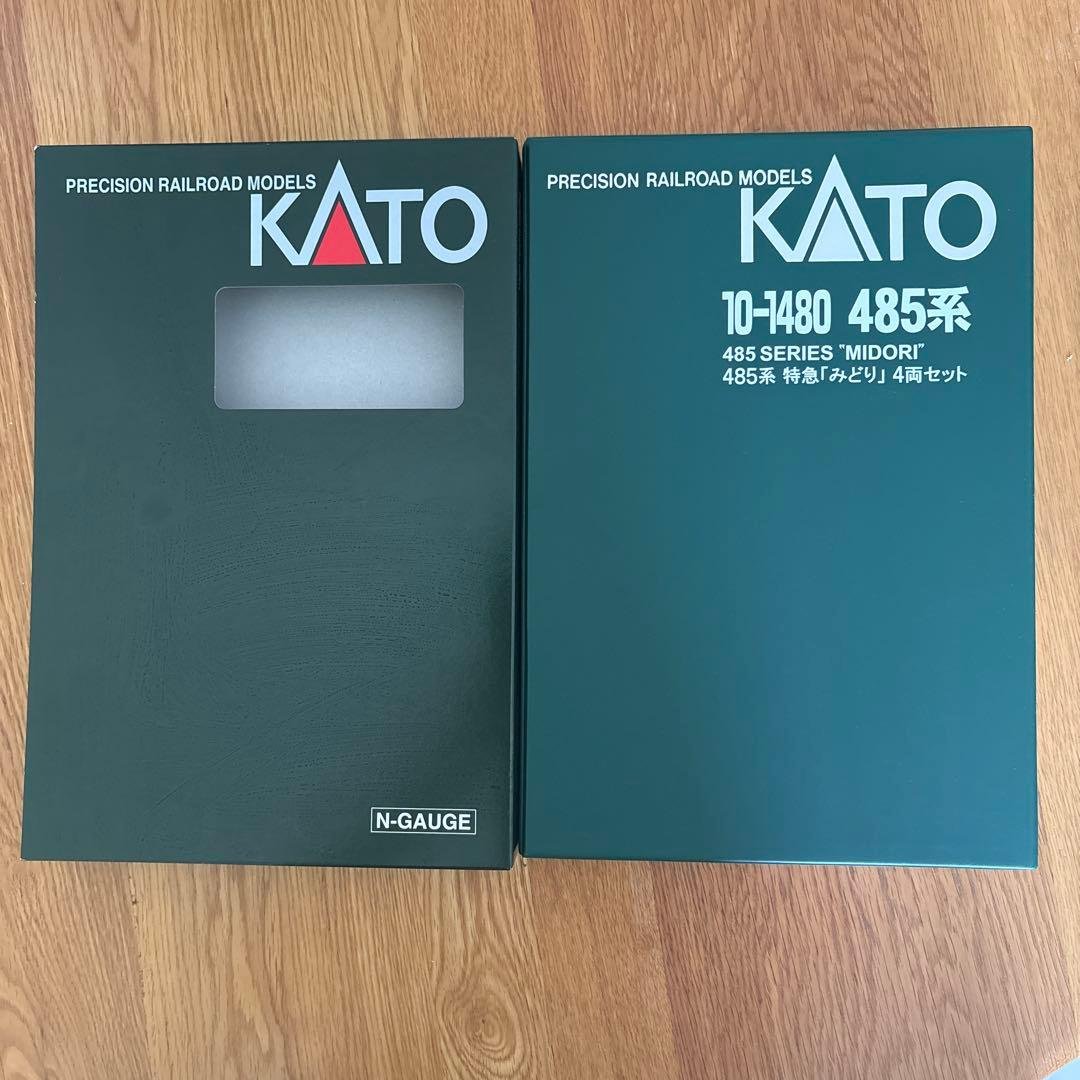 PRECISION RAILROAD MODELS
KATO
N-GAUGE
PRECISION RAILROAD MODELS
KATO
10-1480 485系
485 SERIES "MIDORI"
485系 特急「みどり」 4両セット